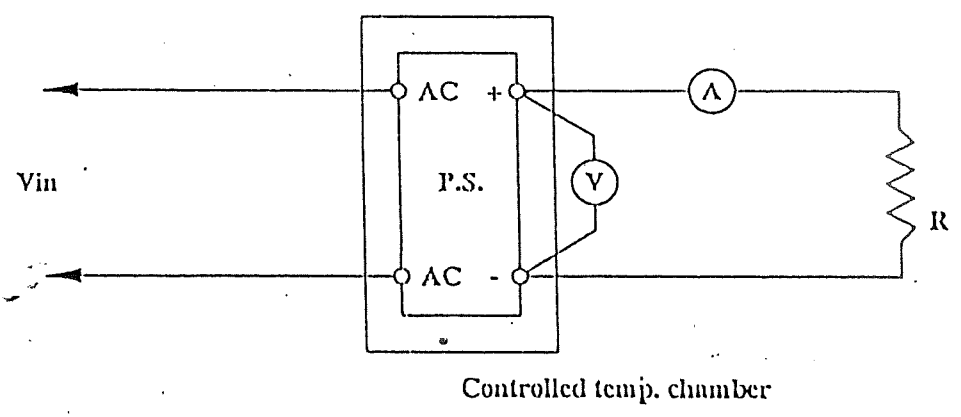 AC + A
Vin P.S. V R
AC -
Controlled temp. chamber